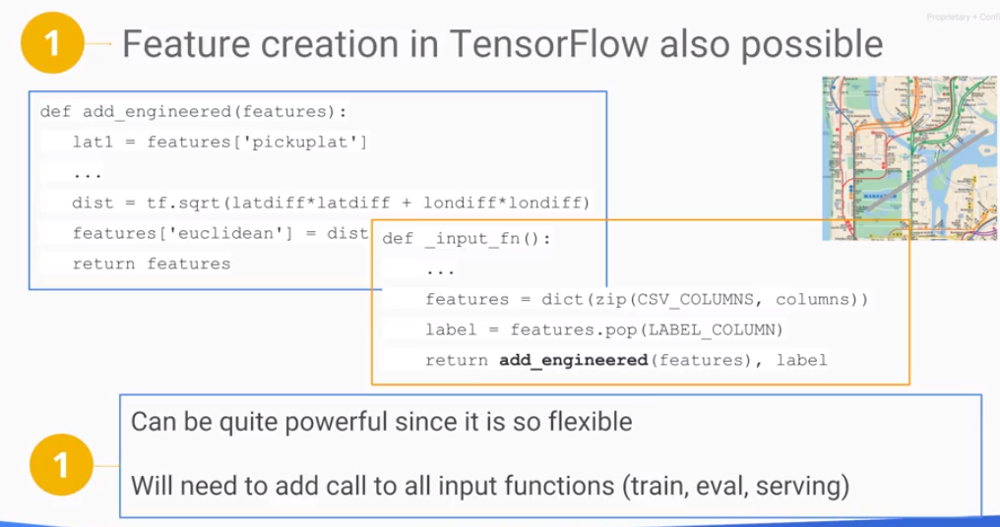 Proprietary + Confi
1
Feature creation in TensorFlow also possible
def add_engineered(features):
lat1 = features['pickuplat']
...
dist = tf.sqrt(latdiff*latdiff + londiff*londiff)
features['euclidean'] = dist
return features
def _input_fn():
...
features = dict(zip(CSV_COLUMNS, columns))
label = features.pop(LABEL_COLUMN)
return add_engineered(features), label
MANHATTAN
1
Can be quite powerful since it is so flexible
Will need to add call to all input functions (train, eval, serving)